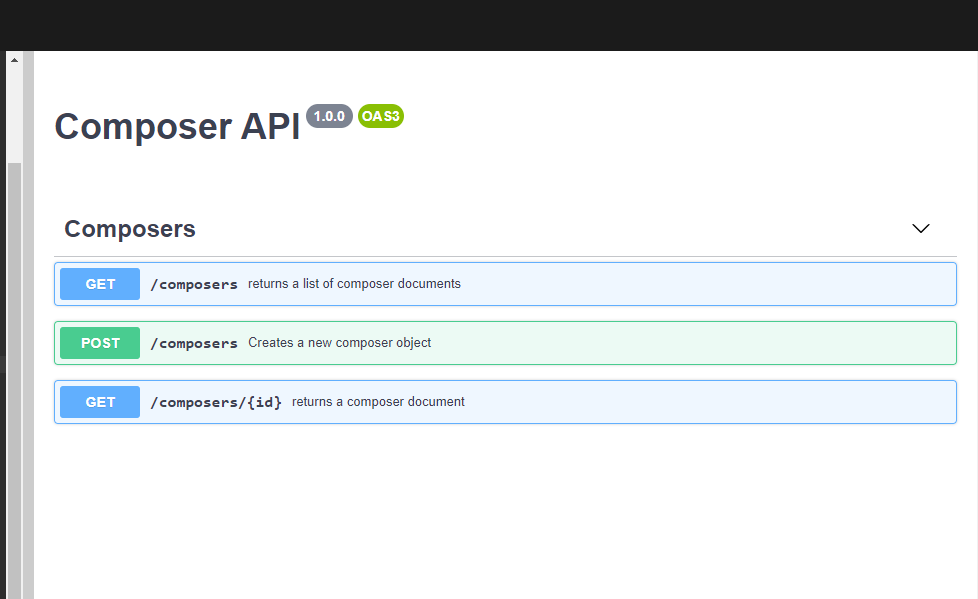 Composer API 1.0.0 OAS3
Composers
GET /composers returns a list of composer documents
POST /composers Creates a new composer object
GET /composers/{id} returns a composer document